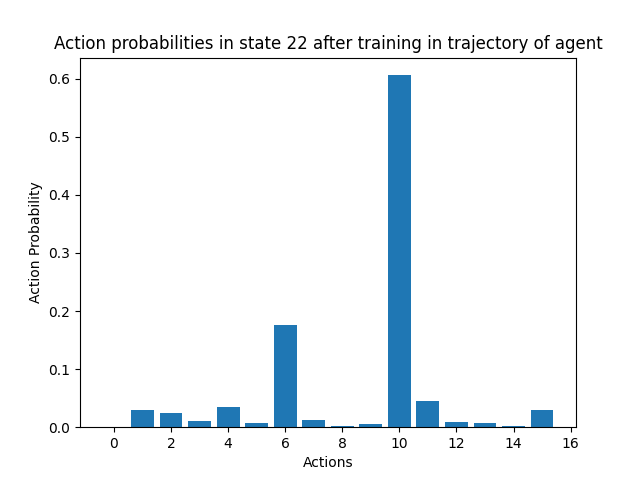 Action probabilities in state 22 after training in trajectory of agent
0.6
0.5
0.4
0.3
0.2
0.1
0.0
Action Probability
0 2 4 6 8 10 12 14 16
Actions